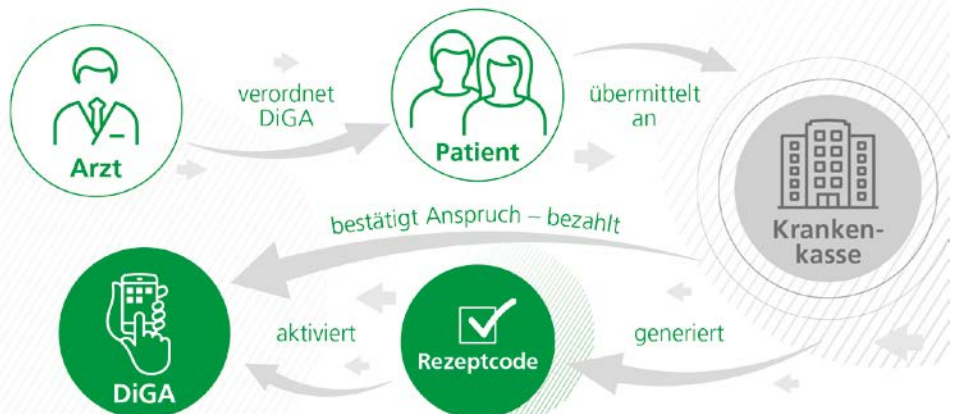 verordnet
DiGA
Arzt
Patient
übermittelt
an
Kranken-
kasse
bestätigt Anspruch – bezahlt
generiert
Rezeptcode
aktiviert
DiGA